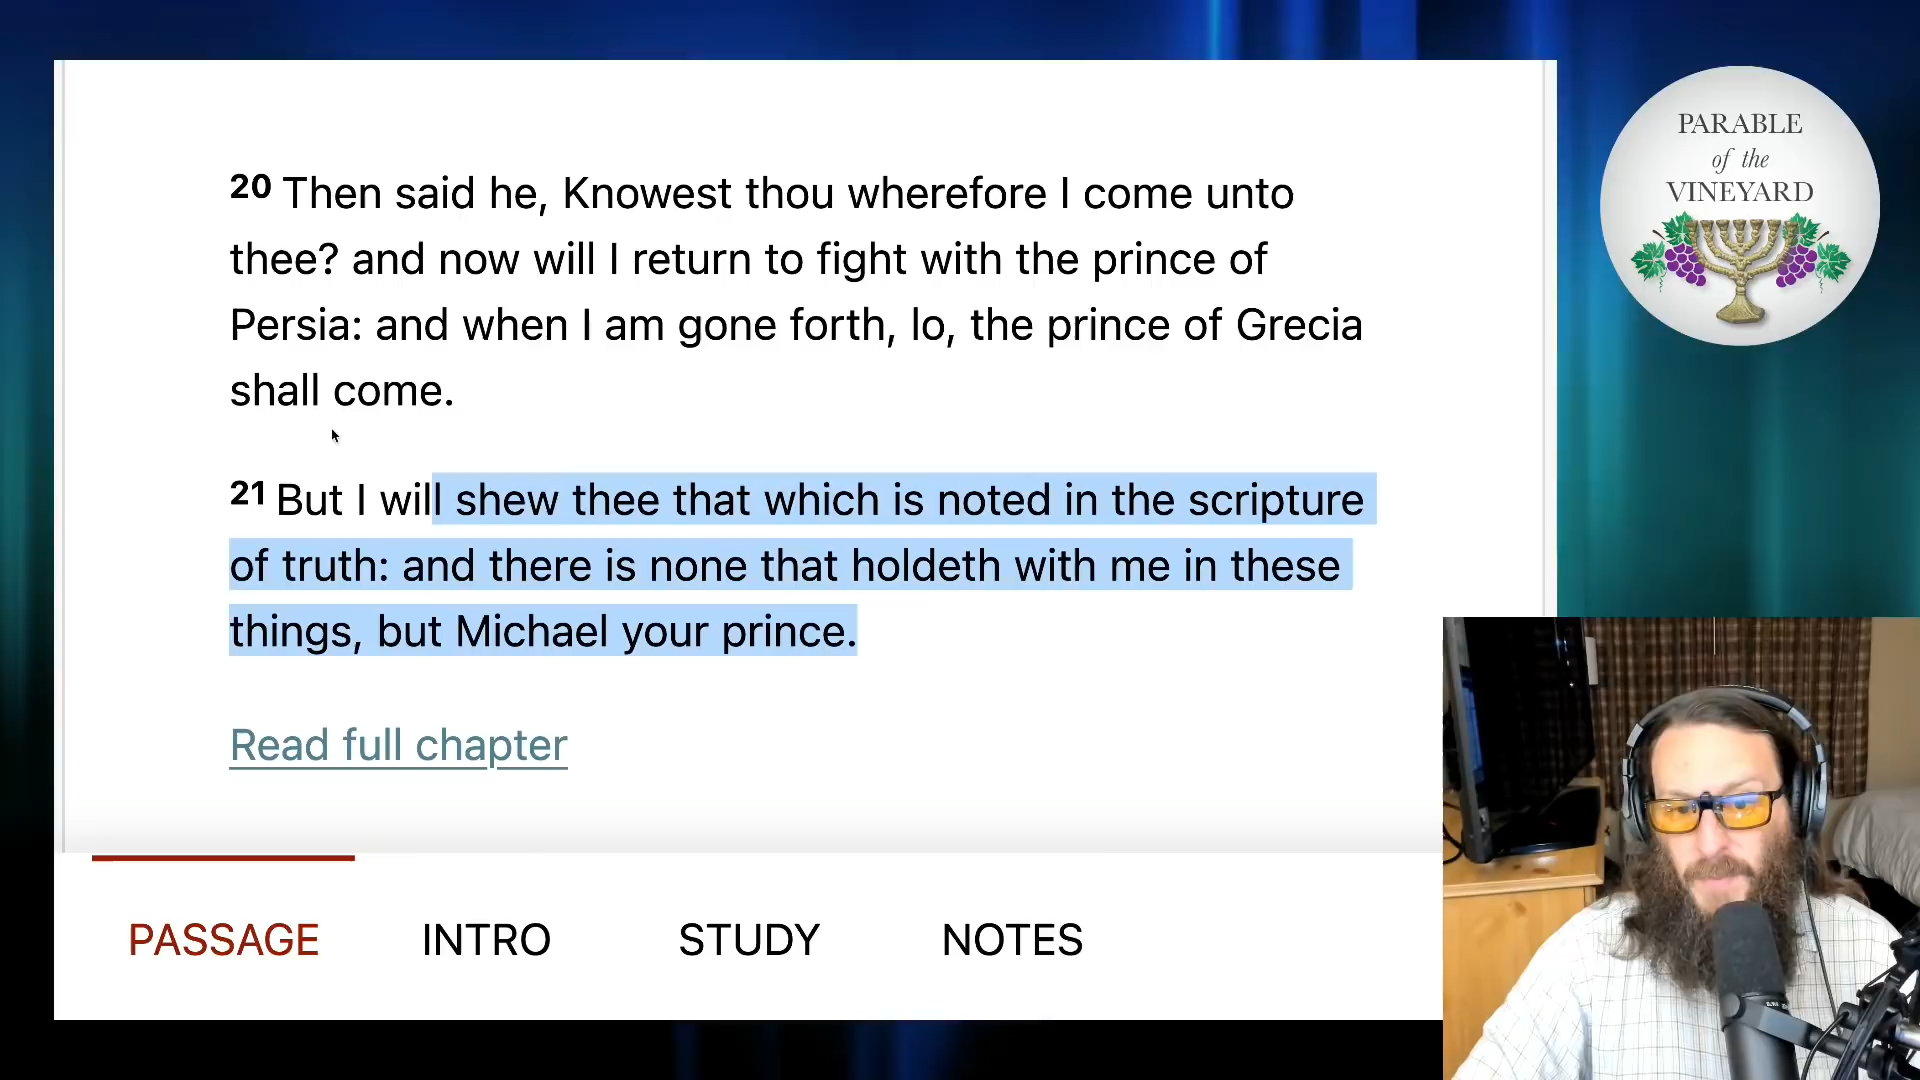 20 Then said he, Knowest thou wherefore I come unto
thee? and now will I return to fight with the prince of
Persia: and when I am gone forth, lo, the prince of Grecia
shall come.
21 But I will shew thee that which is noted in the scripture
of truth: and there is none that holdeth with me in these
things, but Michael your prince.
Read full chapter
PASSAGE INTRO STUDY NOTES
PARABLE
of the
VINEYARD